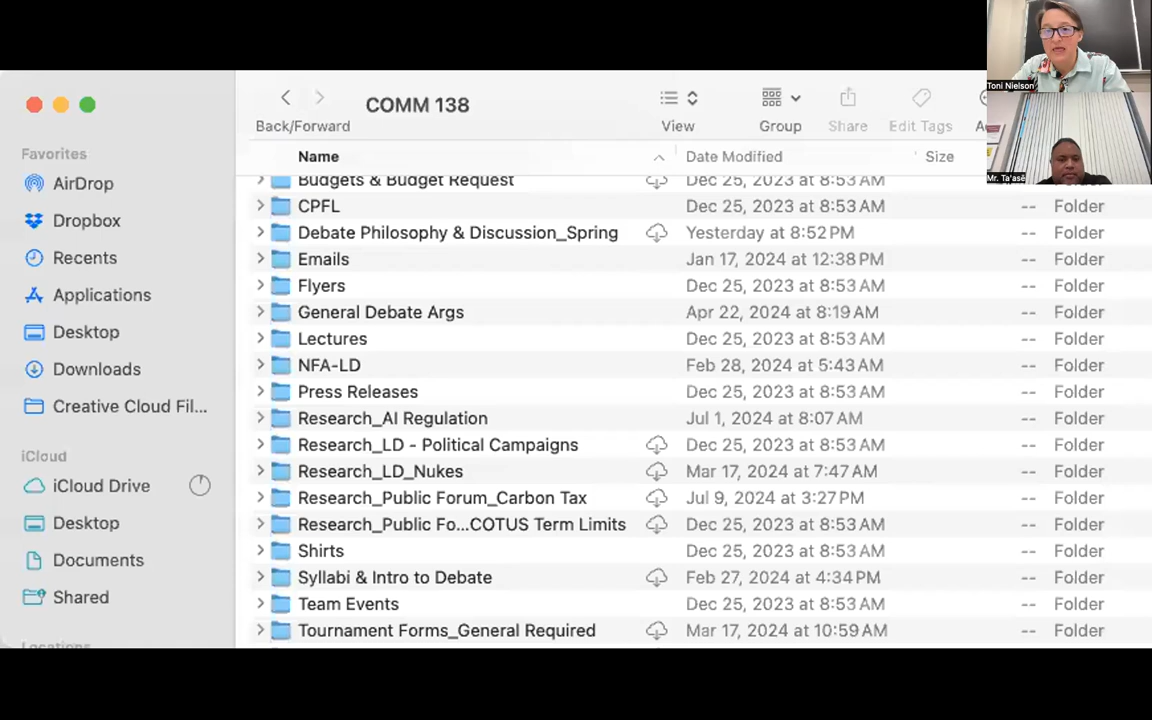 Toni Nielson
Mr. Ta'ase
COMM 138
Back/Forward
View
Group
Share
Edit Tags
Name
Date Modified
Size
Favorites
AirDrop
Dropbox
Recents
Applications
Desktop
Downloads
Creative Cloud Fil...
iCloud
iCloud Drive
Desktop
Documents
Shared
Locations
Budgets & Budget Request Dec 25, 2023 at 8:53 AM
CPFL Dec 25, 2023 at 8:53 AM -- Folder
Debate Philosophy & Discussion_Spring Yesterday at 8:52 PM -- Folder
Emails Jan 17, 2024 at 12:38 PM -- Folder
Flyers Dec 25, 2023 at 8:53 AM -- Folder
General Debate Args Apr 22, 2024 at 8:19 AM -- Folder
Lectures Dec 25, 2023 at 8:53 AM -- Folder
NFA-LD Feb 28, 2024 at 5:43 AM -- Folder
Press Releases Dec 25, 2023 at 8:53 AM -- Folder
Research_AI Regulation Jul 1, 2024 at 8:07 AM -- Folder
Research_LD - Political Campaigns Dec 25, 2023 at 8:53 AM -- Folder
Research_LD_Nukes Mar 17, 2024 at 7:47 AM -- Folder
Research_Public Forum_Carbon Tax Jul 9, 2024 at 3:27 PM -- Folder
Research_Public Fo...COTUS Term Limits Dec 25, 2023 at 8:53 AM -- Folder
Shirts Dec 25, 2023 at 8:53 AM -- Folder
Syllabi & Intro to Debate Feb 27, 2024 at 4:34 PM -- Folder
Team Events Dec 25, 2023 at 8:53 AM -- Folder
Tournament Forms_General Required Mar 17, 2024 at 10:59 AM -- Folder